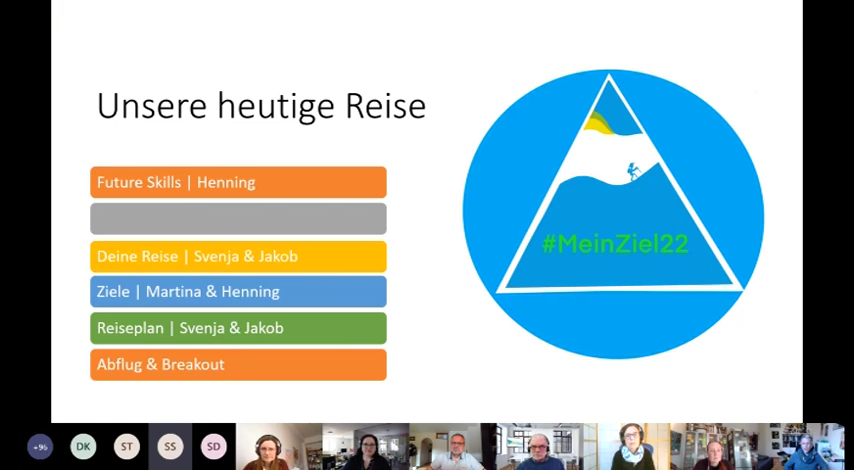 Unsere heutige Reise
Future Skills | Henning
Deine Reise | Svenja & Jakob
Ziele | Martina & Henning
Reiseplan | Svenja & Jakob
Abflug & Breakout
#MeinZiel22
+96
DK
ST
SS
SD